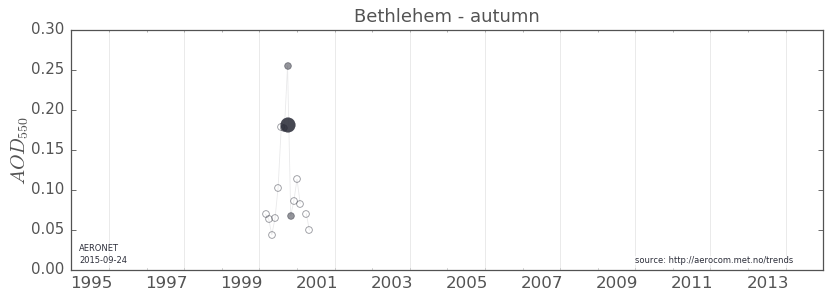 Bethlehem - autumn
0.30
0.25
0.20
0.15
0.10
0.05
0.00
AOD550
AERONET
2015-09-24
source: http://aerocom.met.no/trends
1995 1997 1999 2001 2003 2005 2007 2009 2011 2013